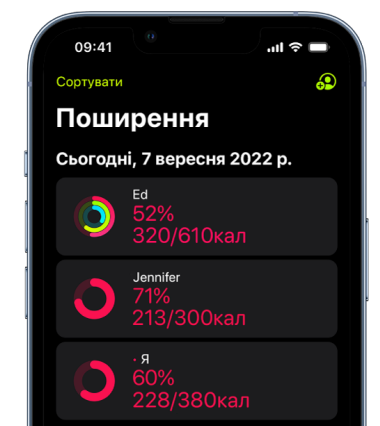 09:41
Сортувати
Поширення
Сьогодні, 7 вересня 2022 р.
Ed
52%
320/610кал
Jennifer
71%
213/300кал
· Я
60%
228/380кал